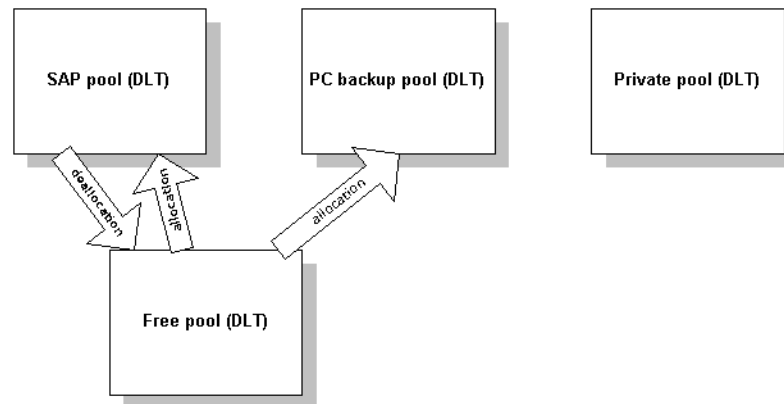 SAP pool (DLT)
PC backup pool (DLT)
Private pool (DLT)
deallocation
allocation
allocation
Free pool (DLT)